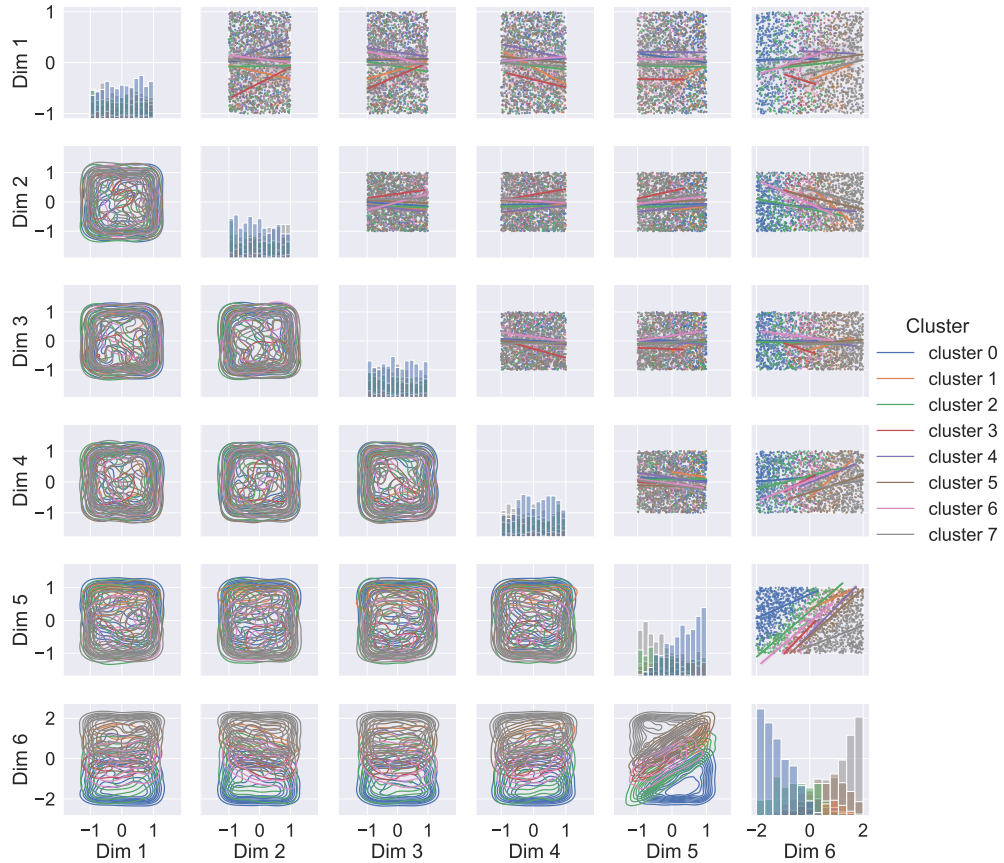 Dim 1
1
0
−1
Dim 2
1
0
−1
Dim 3
1
0
−1
Cluster
cluster 0
cluster 1
cluster 2
cluster 3
cluster 4
cluster 5
cluster 6
cluster 7
Dim 4
1
0
−1
Dim 5
1
0
−1
Dim 6
2
0
−2
−1 0 1 −1 0 1 −1 0 1 −1 0 1 −1 0 1 −2 0 2
Dim 1 Dim 2 Dim 3 Dim 4 Dim 5 Dim 6